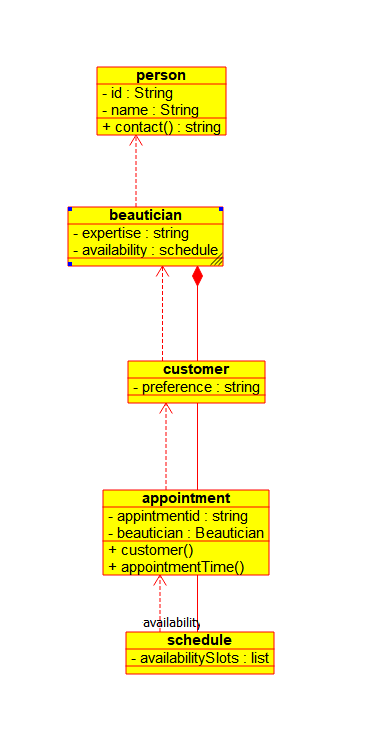 person
- id : String
- name : String
+ contact() : string
beautician
- expertise : string
- availability : schedule
customer
- preference : string
appointment
- appintmentid : string
- beautician : Beautician
+ customer()
+ appointmentTime()
availability
schedule
- availabilitySlots : list